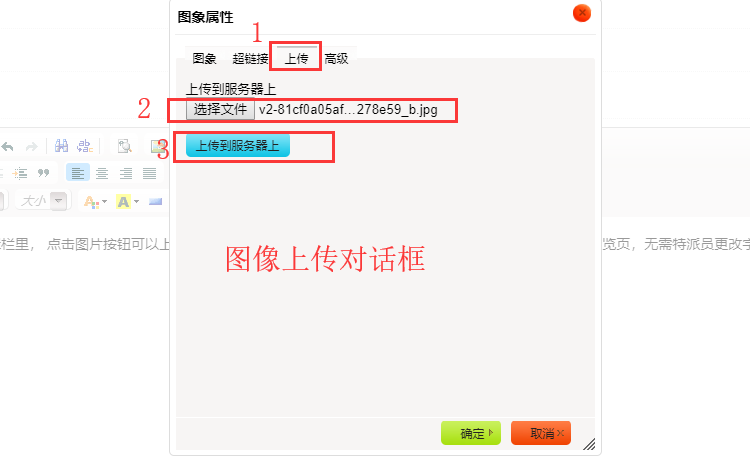 图象属性
1
图象 超链接 上传 高级
上传到服务器上
2
选择文件 v2-81cf0a05af...278e59_b.jpg
3
上传到服务器上
大小
栏里， 点击图片按钮可以上
览页，无需特派员更改字
图像上传对话框
确定 取消